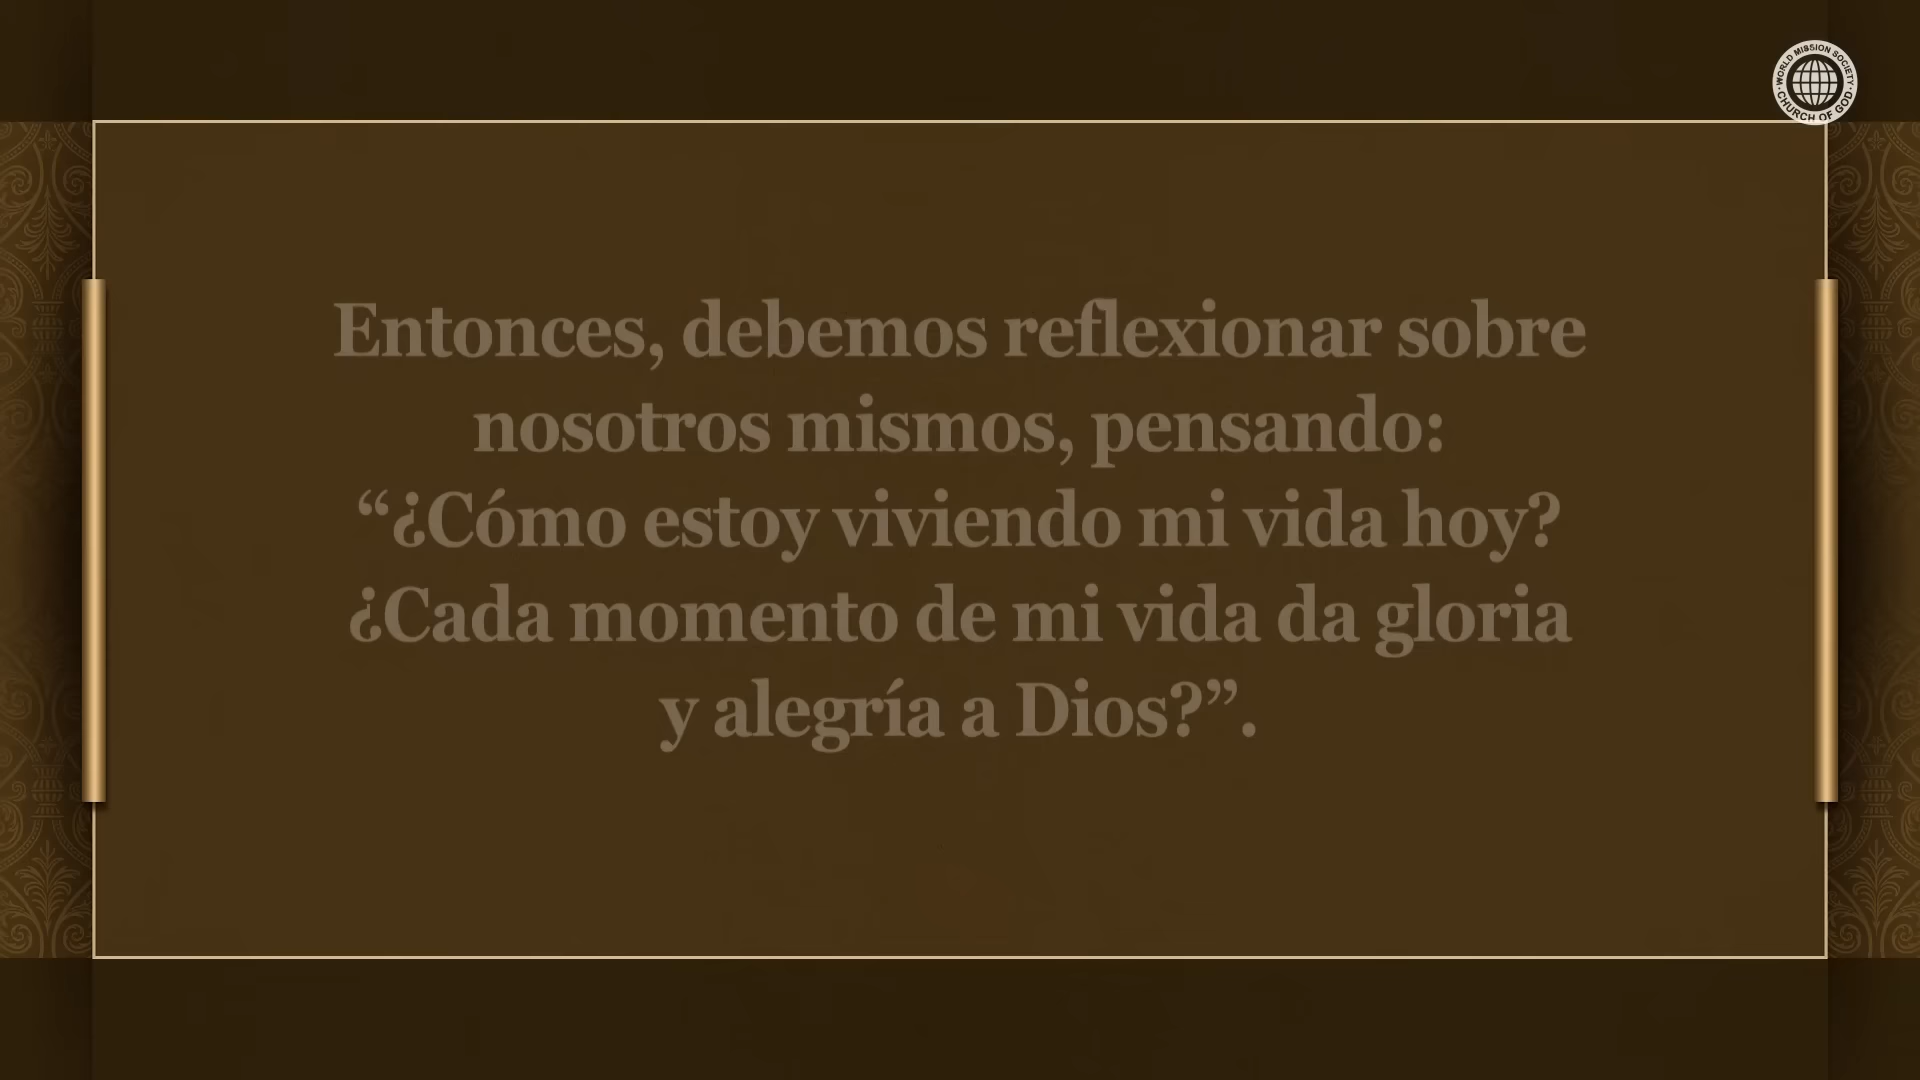 WORLD MISSION SOCIETY
CHURCH OF GOD
Entonces, debemos reflexionar sobre
nosotros mismos, pensando:
“¿Cómo estoy viviendo mi vida hoy?
¿Cada momento de mi vida da gloria
y alegría a Dios?”.